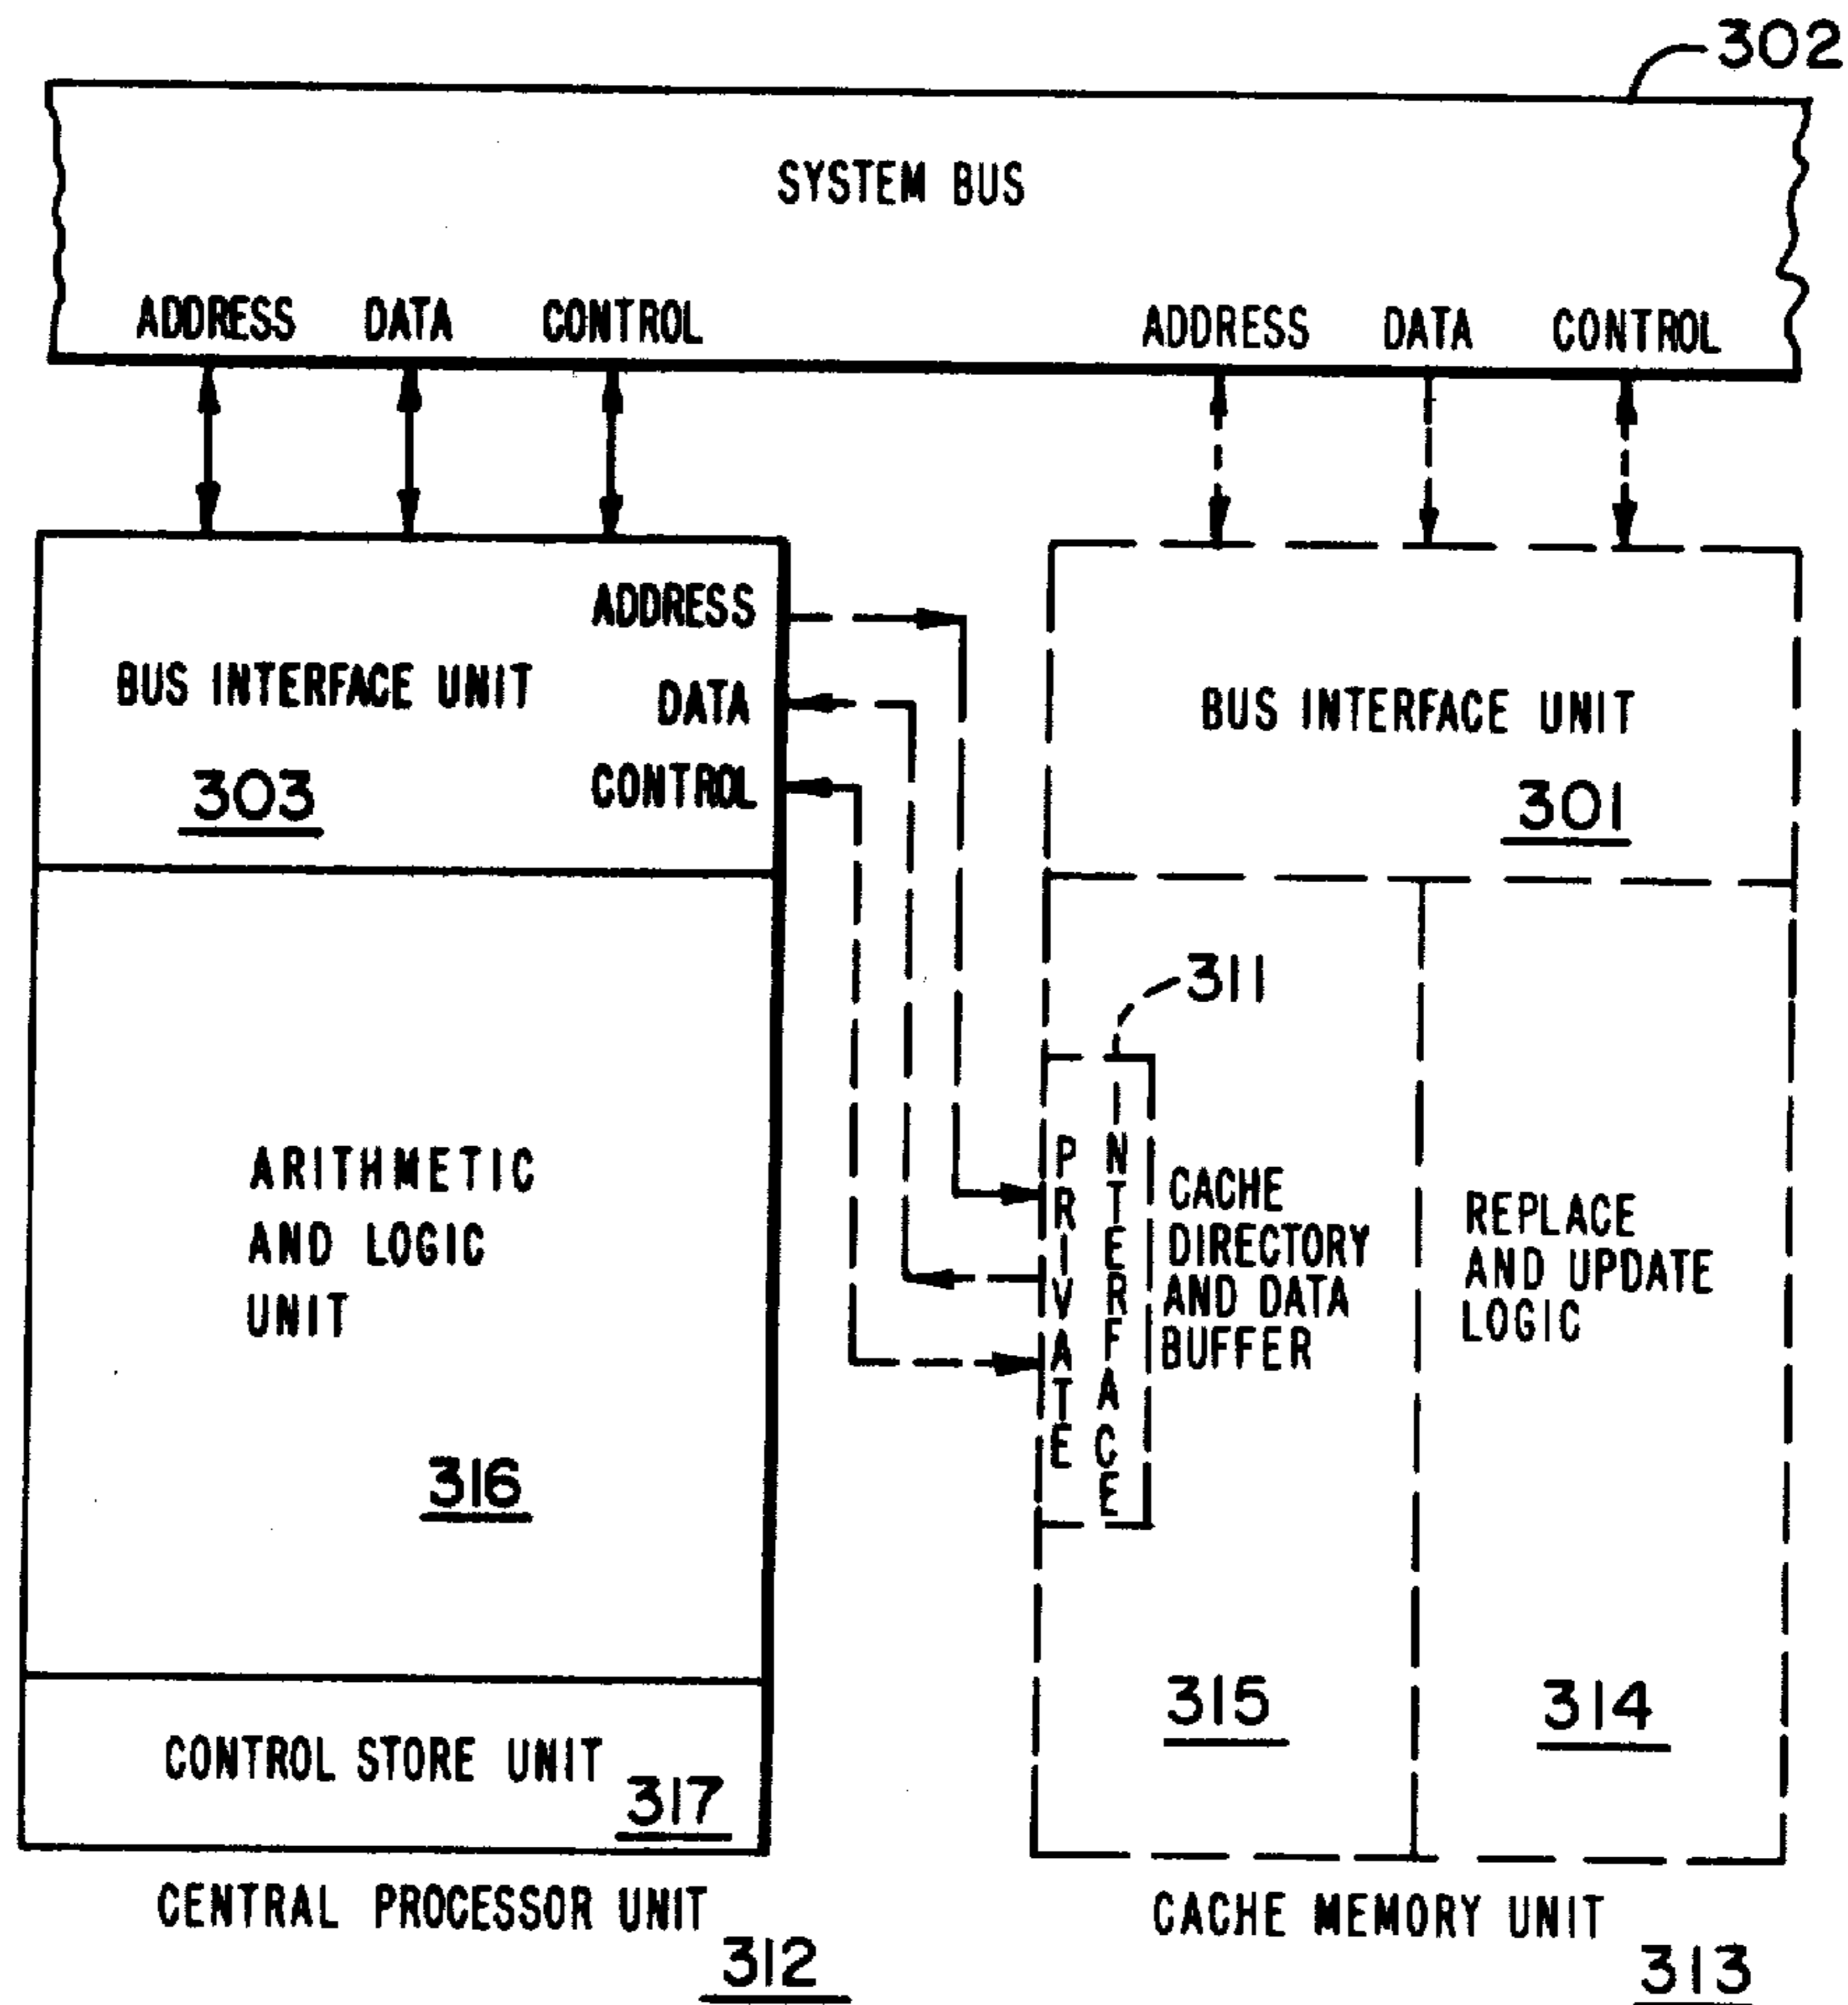 302
SYSTEM BUS
ADDRESS DATA CONTROL
ADDRESS DATA CONTROL
ADDRESS
BUS INTERFACE UNIT
DATA
303
CONTROL
BUS INTERFACE UNIT
301
311
ARITHMETIC
AND LOGIC
UNIT
316
PRIVATE
INTERFACE
CACHE
DIRECTORY
AND DATA
BUFFER
REPLACE
AND UPDATE
LOGIC
315
314
CONTROL STORE UNIT
317
CENTRAL PROCESSOR UNIT
312
CACHE MEMORY UNIT
313